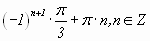 (−1)^{n+1} · π/3 + π · n, n ∈ Z